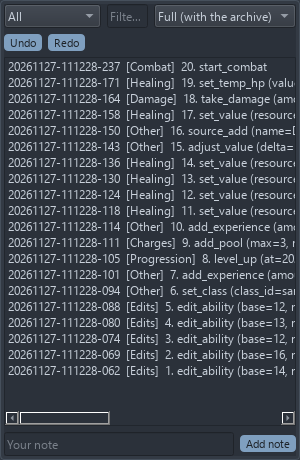 All Filte... Full (with the archive)
Undo Redo
20261127-111228-237 [Combat] 20. start_combat
20261127-111228-171 [Healing] 19. set_temp_hp (valu
20261127-111228-164 [Damage] 18. take_damage (amo
20261127-111228-158 [Healing] 17. set_value (resource
20261127-111228-150 [Other] 16. source_add (name=D
20261127-111228-143 [Other] 15. adjust_value (delta=
20261127-111228-136 [Healing] 14. set_value (resource
20261127-111228-130 [Healing] 13. set_value (resource
20261127-111228-124 [Healing] 12. set_value (resource
20261127-111228-118 [Healing] 11. set_value (resource
20261127-111228-114 [Other] 10. add_experience (amo
20261127-111228-111 [Charges] 9. add_pool (max=3, r
20261127-111228-105 [Progression] 8. level_up (at=20
20261127-111228-101 [Other] 7. add_experience (amou
20261127-111228-094 [Other] 6. set_class (class_id=sa
20261127-111228-088 [Edits] 5. edit_ability (base=12, r
20261127-111228-080 [Edits] 4. edit_ability (base=13, r
20261127-111228-074 [Edits] 3. edit_ability (base=12, r
20261127-111228-069 [Edits] 2. edit_ability (base=16, r
20261127-111228-062 [Edits] 1. edit_ability (base=14, r
Your note Add note